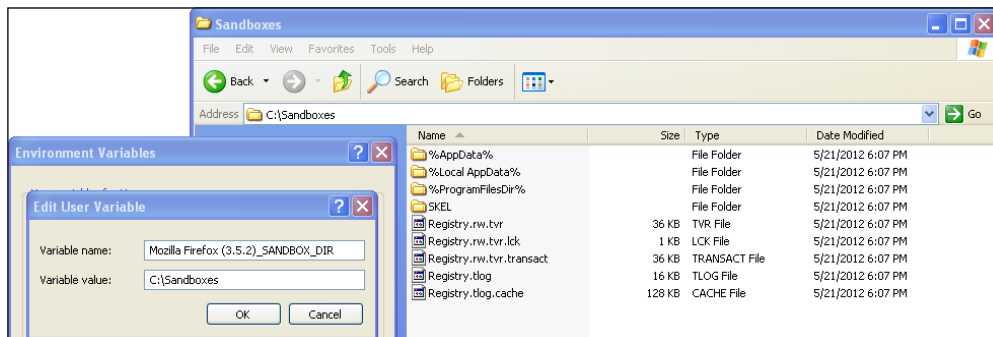 Sandboxes
File Edit View Favorites Tools Help
Back Search Folders
Address C:\Sandboxes Go
Name Size Type Date Modified
%AppData% File Folder 5/21/2012 6:07 PM
%Local AppData% File Folder 5/21/2012 6:07 PM
%ProgramFilesDir% File Folder 5/21/2012 6:07 PM
SKEL File Folder 5/21/2012 6:07 PM
Registry.rw.tvr 36 KB TVR File 5/21/2012 6:07 PM
Registry.rw.tvr.lck 1 KB LCK File 5/21/2012 6:07 PM
Registry.rw.tvr.transact 36 KB TRANSACT File 5/21/2012 6:07 PM
Registry.tlog 16 KB TLOG File 5/21/2012 6:07 PM
Registry.tlog.cache 128 KB CACHE File 5/21/2012 6:07 PM
Environment Variables
Edit User Variable
Variable name: Mozilla Firefox (3.5.2)_SANDBOX_DIR
Variable value: C:\Sandboxes
OK Cancel